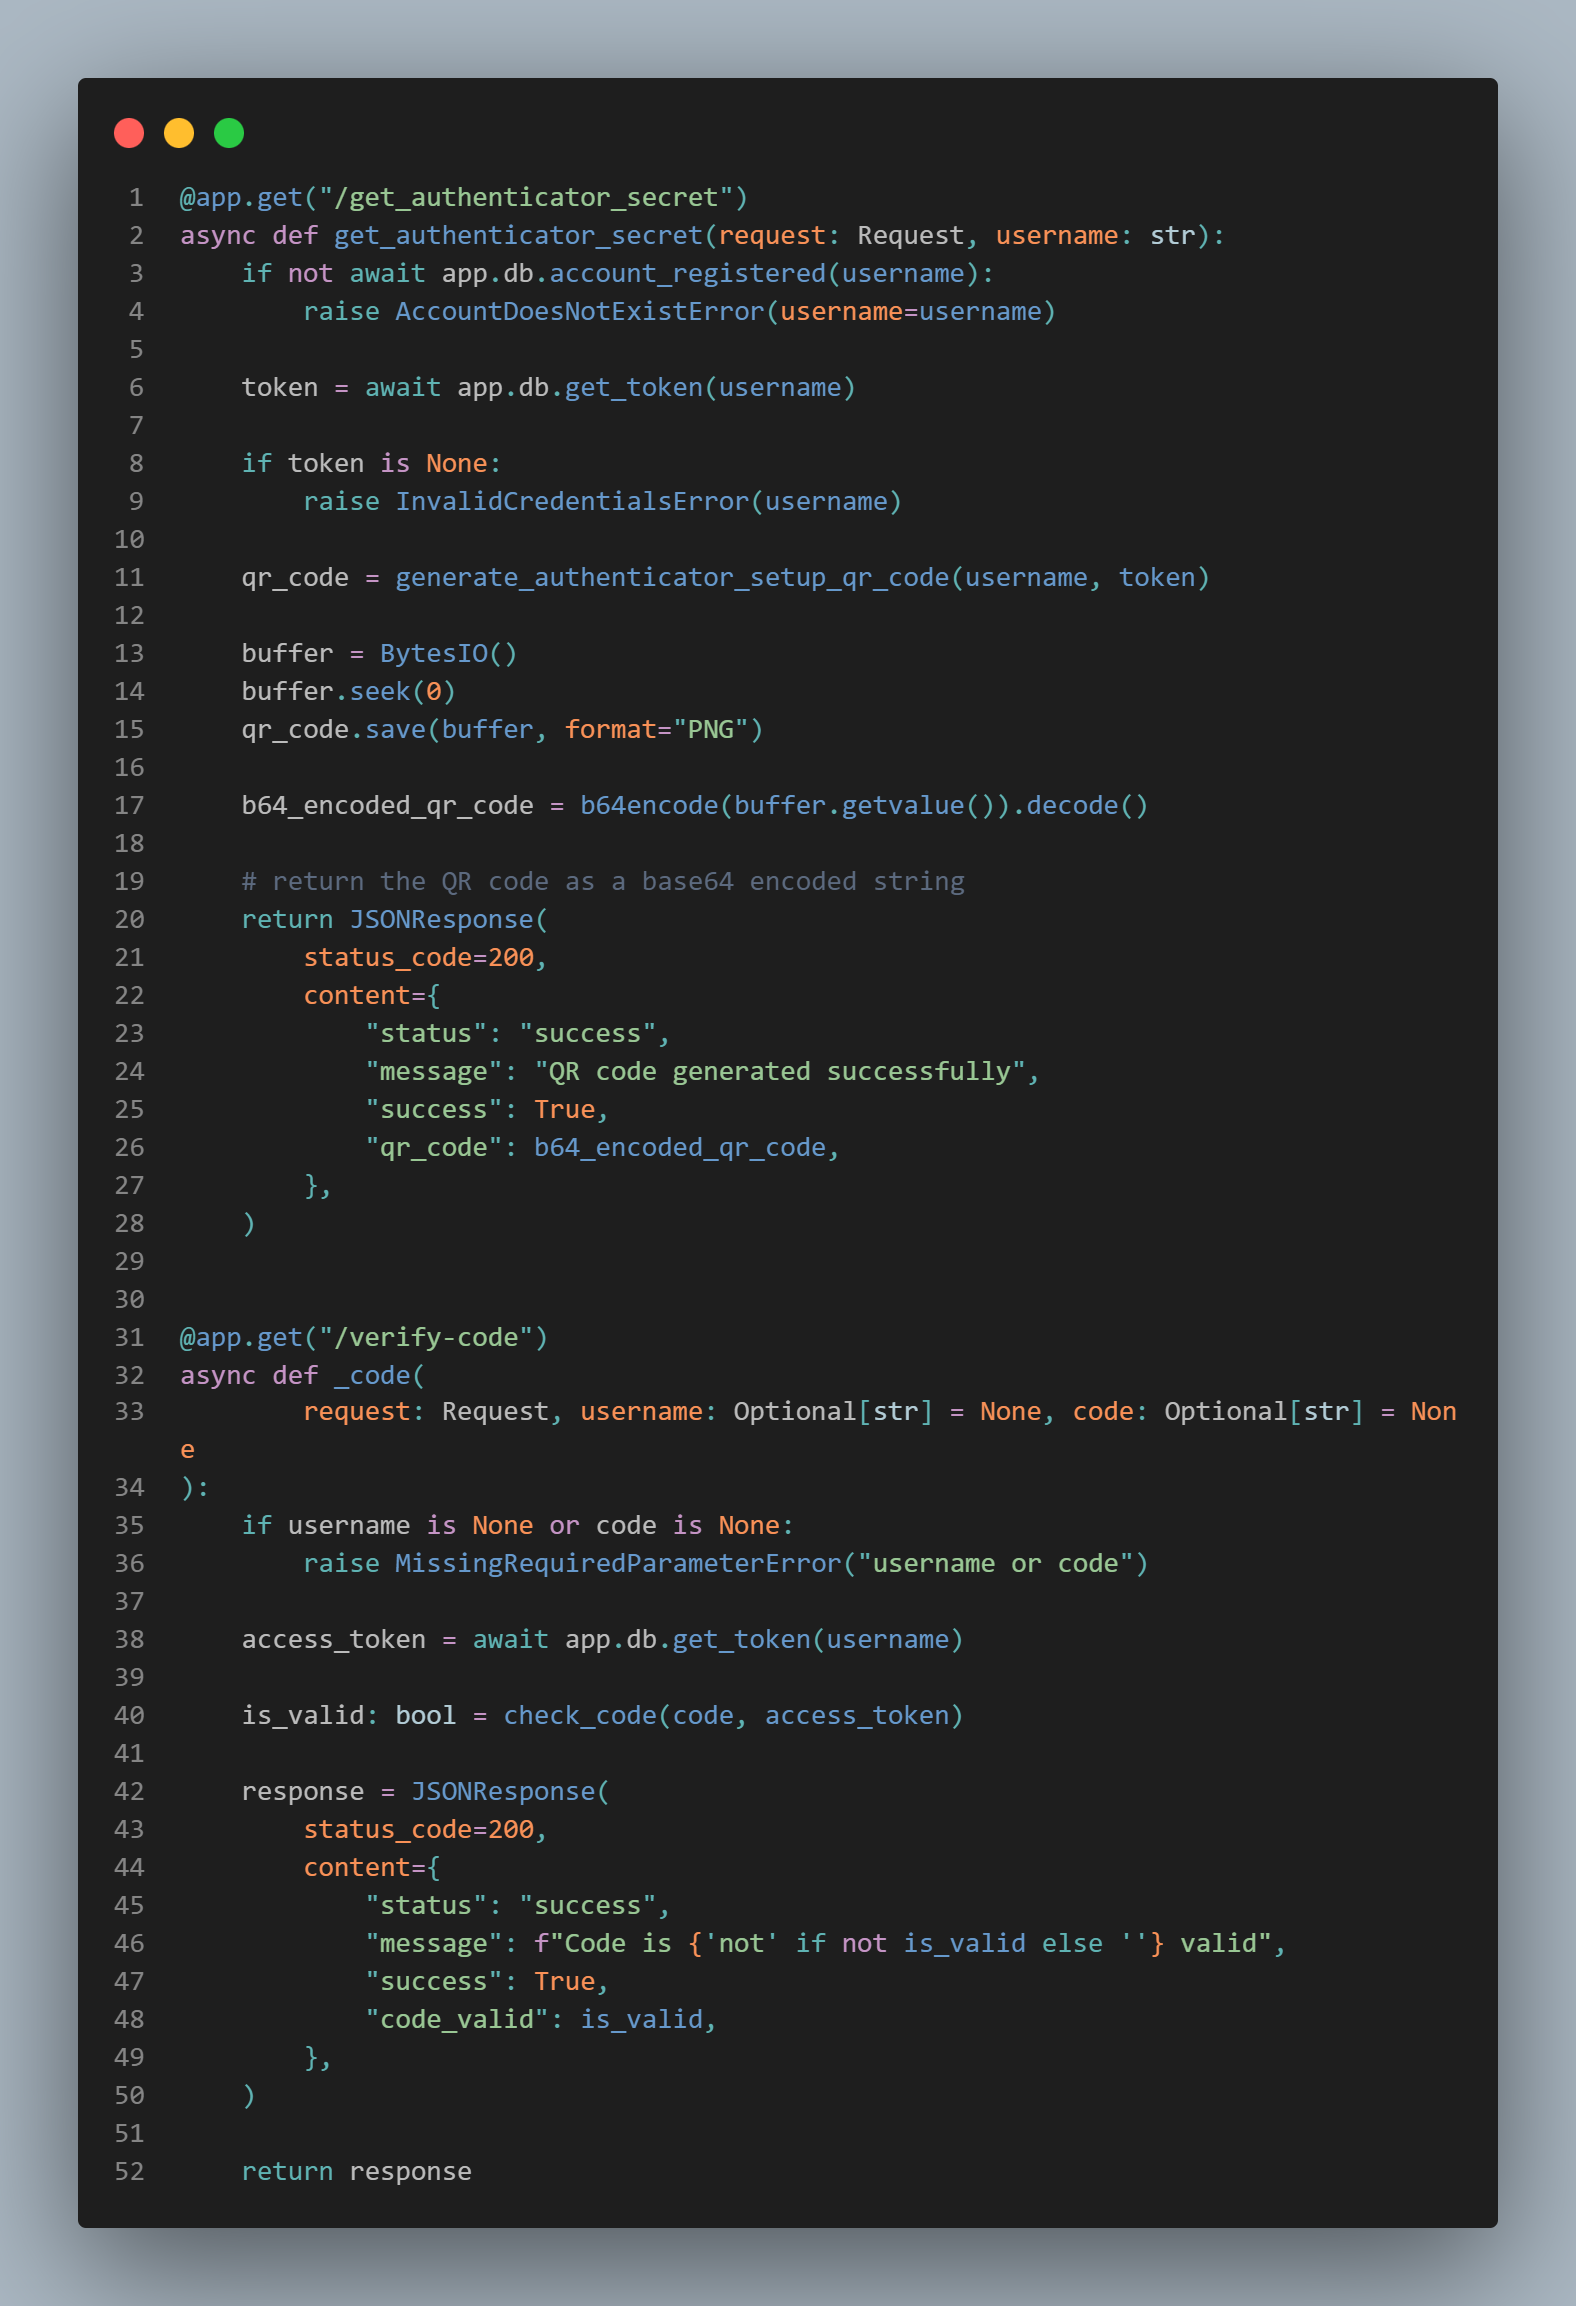 1 @app.get("/get_authenticator_secret")
2 async def get_authenticator_secret(request: Request, username: str):
3     if not await app.db.account_registered(username):
4         raise AccountDoesNotExistError(username=username)
5
6     token = await app.db.get_token(username)
7
8     if token is None:
9         raise InvalidCredentialsError(username)
10
11     qr_code = generate_authenticator_setup_qr_code(username, token)
12
13     buffer = BytesIO()
14     buffer.seek(0)
15     qr_code.save(buffer, format="PNG")
16
17     b64_encoded_qr_code = b64encode(buffer.getvalue()).decode()
18
19     # return the QR code as a base64 encoded string
20     return JSONResponse(
21         status_code=200,
22         content={
23             "status": "success",
24             "message": "QR code generated successfully",
25             "success": True,
26             "qr_code": b64_encoded_qr_code,
27         },
28     )
29
30
31 @app.get("/verify-code")
32 async def _code(
33         request: Request, username: Optional[str] = None, code: Optional[str] = Non
e
34 ):
35     if username is None or code is None:
36         raise MissingRequiredParameterError("username or code")
37
38     access_token = await app.db.get_token(username)
39
40     is_valid: bool = check_code(code, access_token)
41
42     response = JSONResponse(
43         status_code=200,
44         content={
45             "status": "success",
46             "message": f"Code is {'not' if not is_valid else ''} valid",
47             "success": True,
48             "code_valid": is_valid,
49         },
50     )
51
52     return response